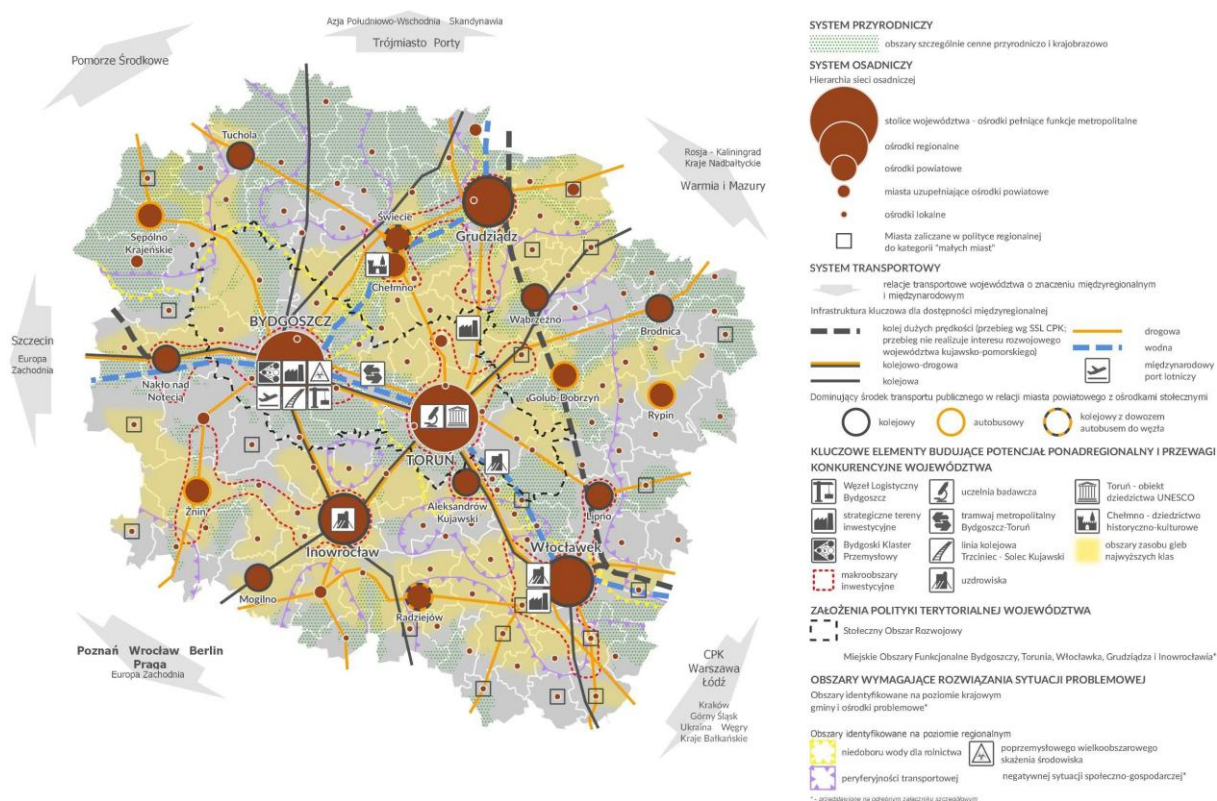 Azja Południowo-Wschodnia Skandynawia
Trójmiasto Porty
Pomorze Środkowe
Rosja - Kaliningrad
Kraje Nadbałtyckie
Warmia i Mazury
Szczecin
Europa
Zachodnia
Poznań Wrocław Berlin
Praga
Europa Zachodnia
CPK
Warszawa
Łódź
Kraków
Górny Śląsk
Ukraina Węgry
Kraje Bałkańskie
Tuchola
Sępólno
Krajeńskie
Świecie
Grudziądz
Chełmno
BYDGOSZCZ
Wąbrzeźno
Brodnica
Nakło nad
Notecią
Golub-Dobrzyń
Rypin
TORUŃ
Aleksandrów
Kujawski
Lipno
Żnin
Inowrocław
Włocławek
Mogilno
Radziejów
SYSTEM PRZYRODNICZY
obszary szczególnie cenne przyrodniczo i krajobrazowo
SYSTEM OSADNICZY
Hierarchia sieci osadniczej
stolice województwa - ośrodki pełniące funkcje metropolitalne
ośrodki regionalne
ośrodki powiatowe
miasta uzupełniające ośrodki powiatowe
ośrodki lokalne
Miasta zaliczane w polityce regionalnej
do kategorii "małych miast"
SYSTEM TRANSPORTOWY
relacje transportowe województwa o znaczeniu międzyregionalnym
i międzynarodowym
Infrastruktura kluczowa dla dostępności międzyregionalnej
kolej dużych prędkości (przebieg wg SSL CPK;
przebieg nie realizuje interesu rozwojowego
województwa kujawsko-pomorskiego)
kolejowo-drogowa
kolejowa
drogowa
wodna
międzynarodowy
port lotniczy
Dominujący środek transportu publicznego w relacji miasta powiatowego z ośrodkami stołecznymi
kolejowy
autobusowy
kolejowy z dowozem
autobusem do węzła
KLUCZOWE ELEMENTY BUDUJĄCE POTENCJAŁ PONADREGIONALNY I PRZEWAGI
KONKURENCYJNE WOJEWÓDZTWA
Węzeł Logistyczny
Bydgoszcz
uczelnia badawcza
Toruń - obiekt
dziedzictwa UNESCO
strategiczne tereny
inwestycyjne
tramwaj metropolitalny
Bydgoszcz-Toruń
Chełmno - dziedzictwo
historyczno-kulturowe
Bydgoski Klaster
Przemysłowy
linia kolejowa
Trzciniec - Solec Kujawski
obszary zasobu gleb
najwyższych klas
makroobszary
inwestycyjne
uzdrowiska
ZAŁOŻENIA POLITYKI TERYTORIALNEJ WOJEWÓDZTWA
Stołeczny Obszar Rozwojowy
Miejskie Obszary Funkcjonalne Bydgoszczy, Torunia, Włocławka, Grudziądza i Inowrocławia*
OBSZARY WYMAGAJĄCE ROZWIĄZANIA SYTUACJI PROBLEMOWEJ
Obszary identyfikowane na poziomie krajowym
gminy i ośrodki problemowe*
Obszary identyfikowane na poziomie regionalnym
niedoboru wody dla rolnictwa
poprzemysłowego wielkoobszarowego
skażenia środowiska
peryferyjności transportowej
negatywnej sytuacji społeczno-gospodarczej*
* - przedstawione na odrębnym załączniku szczegółowym